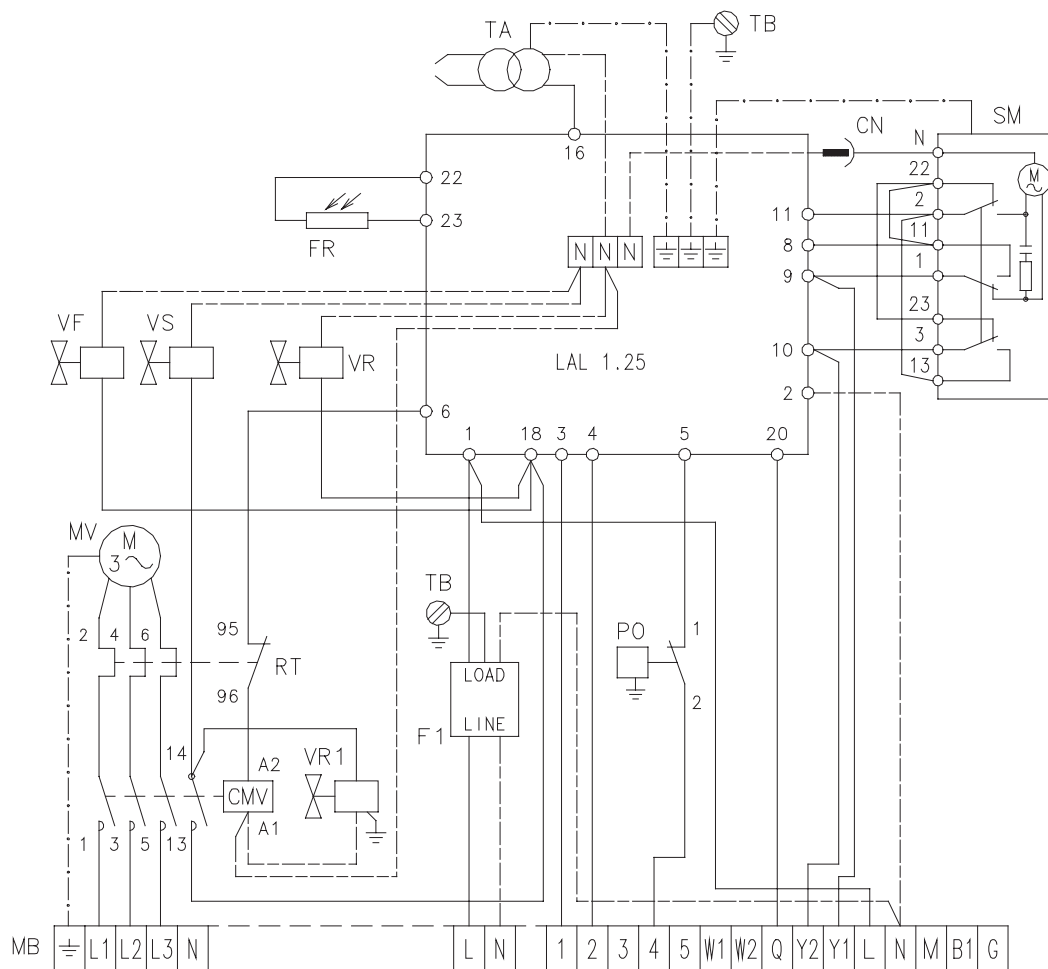 TA
TB
CN
SM
N
16
22
22
M
2
23
11
11
FR
8
N N N
1
9
VF
VS
23
VR
LAL 1.25
10
3
2
13
6
1
18
3
4
5
20
MV
M
3
TB
95
PO
1
2
4
6
RT
LOAD
96
2
LINE
F1
14
VR1
A2
CMV
A1
1
3
5
13
MB
L1 L2 L3 N
L N
1 2 3 4 5 W1 W2 Q Y2 Y1 L N M B1 G